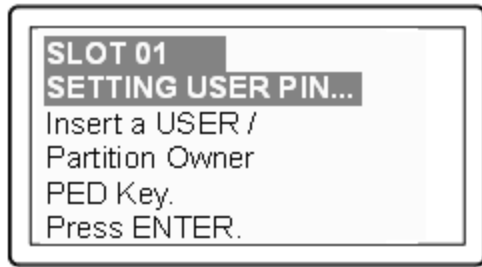 SLOT 01
SETTING USER PIN...
Insert a USER /
Partition Owner
PED Key.
Press ENTER.